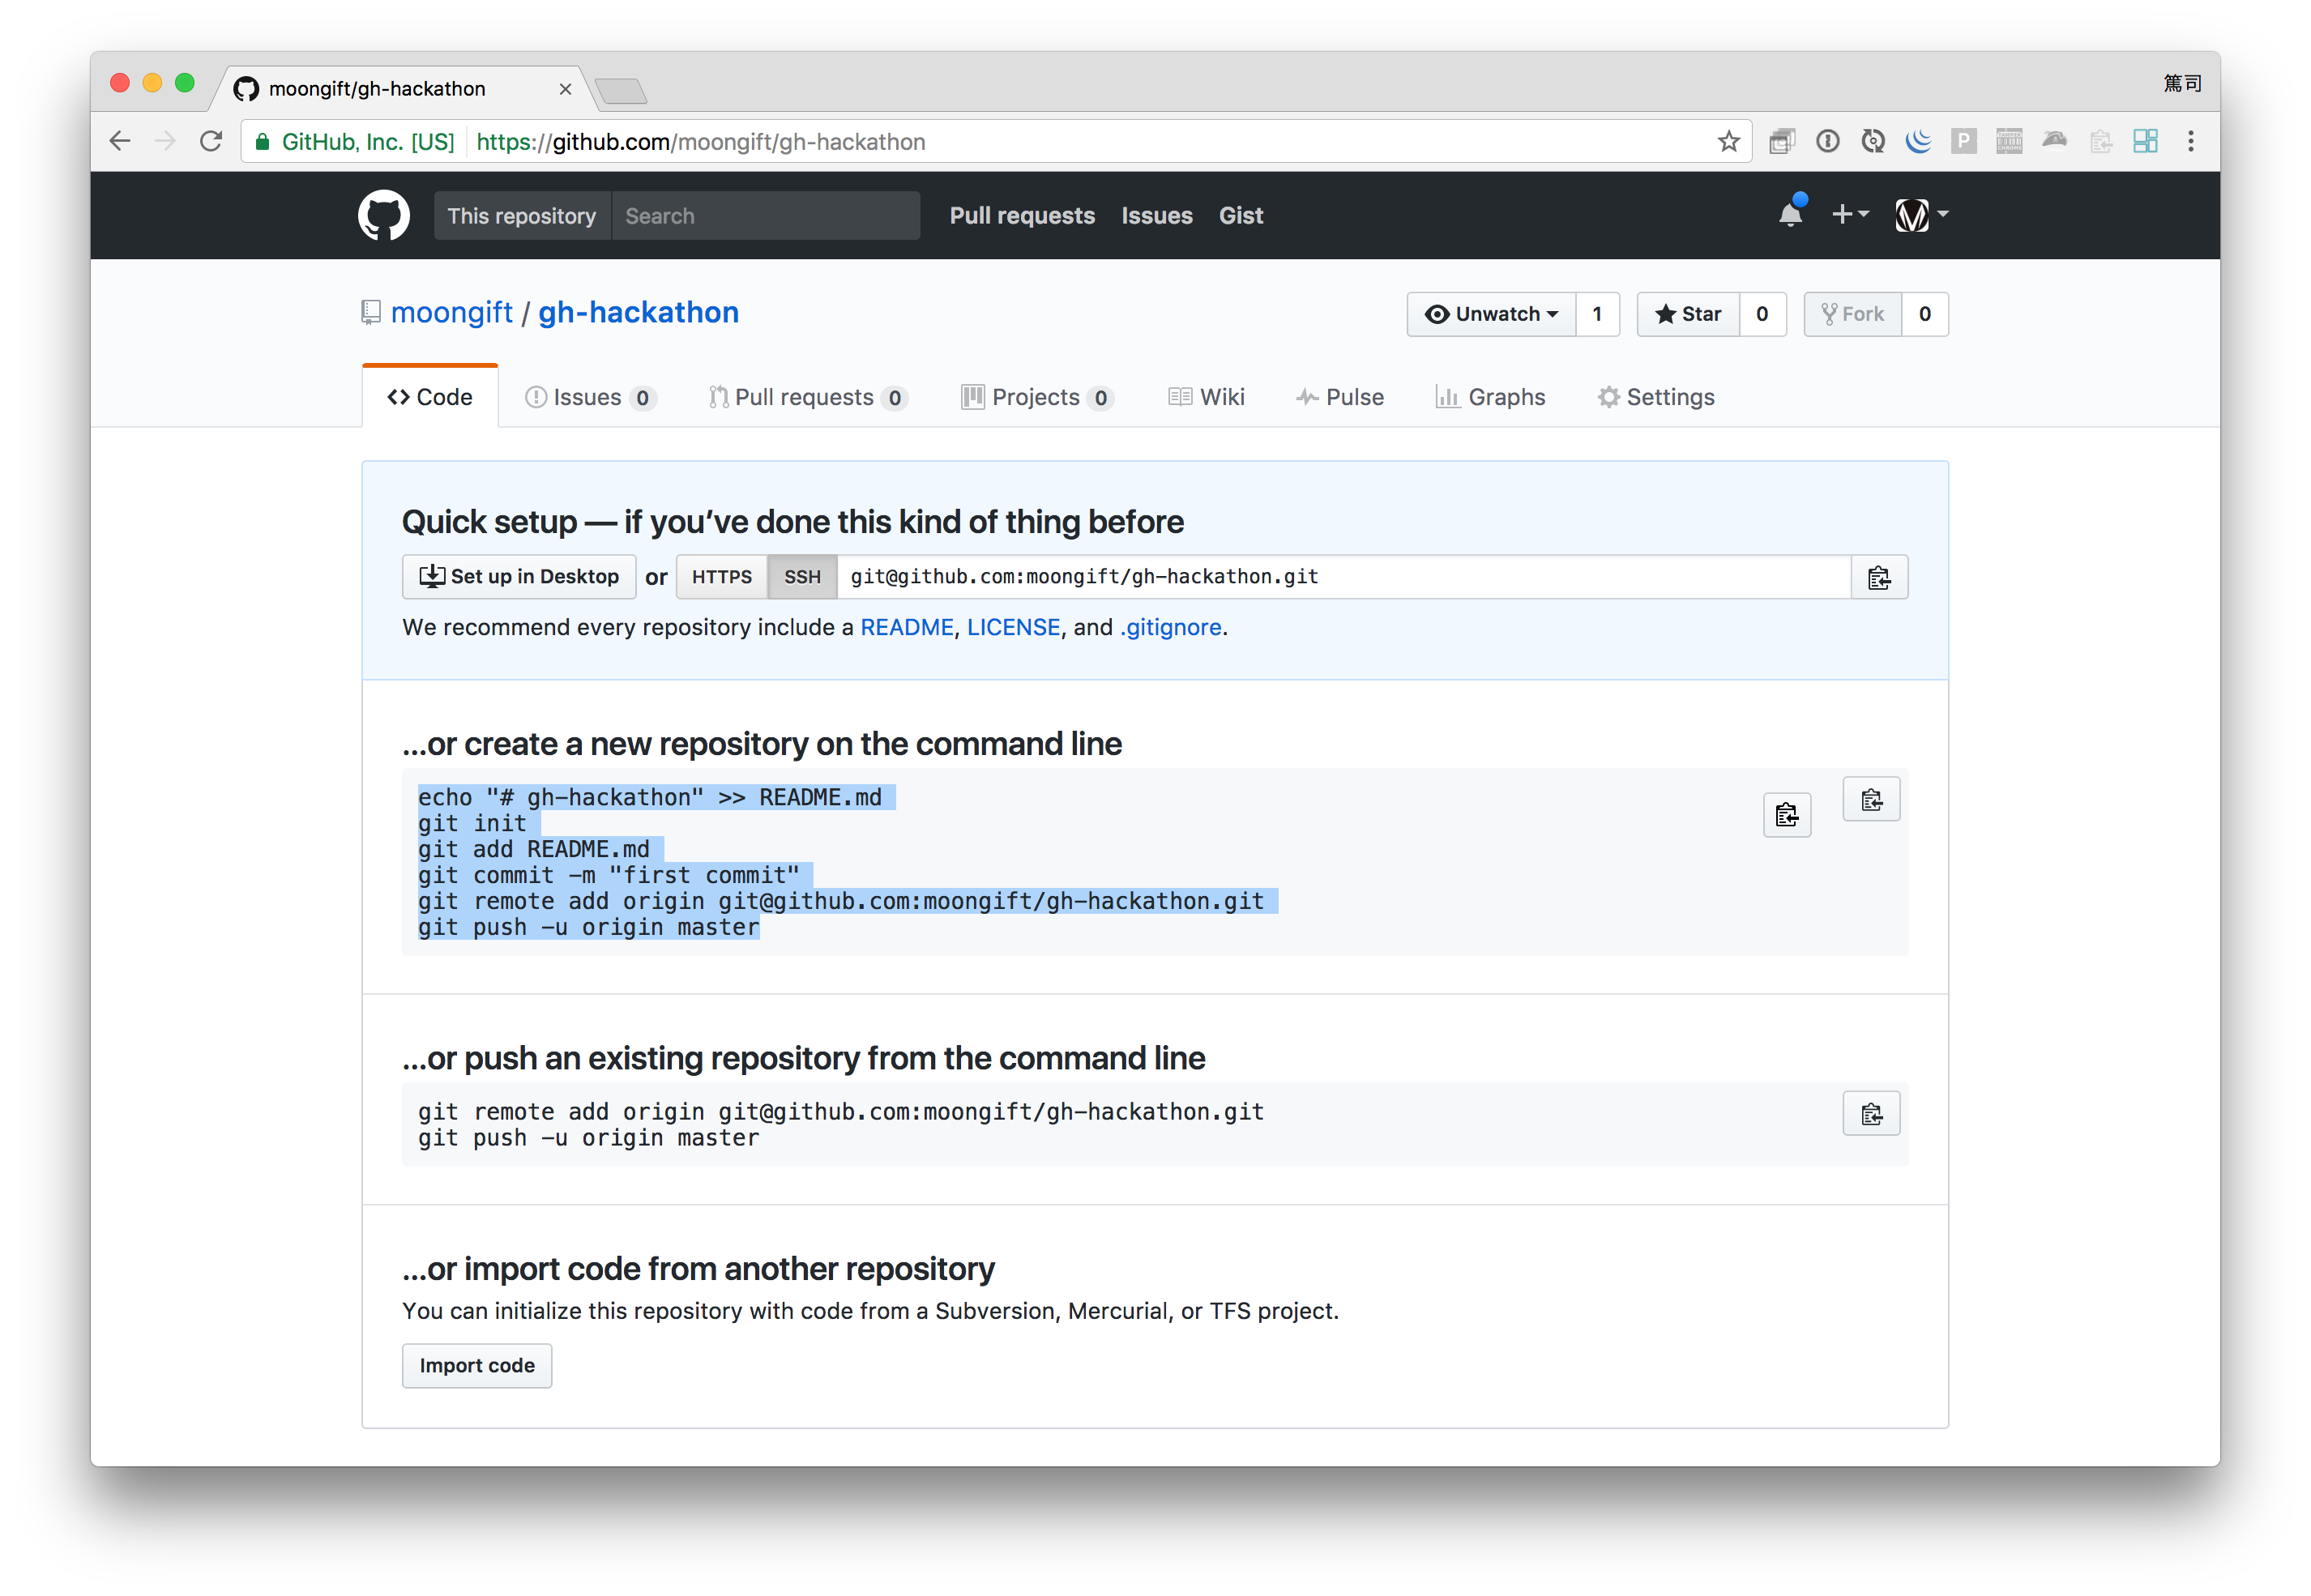 moongift/gh-hackathon
篤司
GitHub, Inc. [US] https://github.com/moongift/gh-hackathon
This repository Search Pull requests Issues Gist
moongift / gh-hackathon
Unwatch 1 Star 0 Fork 0
Code Issues 0 Pull requests 0 Projects 0 Wiki Pulse Graphs Settings
Quick setup — if you’ve done this kind of thing before
Set up in Desktop or HTTPS SSH git@github.com:moongift/gh-hackathon.git
We recommend every repository include a README, LICENSE, and .gitignore.
…or create a new repository on the command line
echo "# gh-hackathon" >> README.md
git init
git add README.md
git commit -m "first commit"
git remote add origin git@github.com:moongift/gh-hackathon.git
git push -u origin master
…or push an existing repository from the command line
git remote add origin git@github.com:moongift/gh-hackathon.git
git push -u origin master
…or import code from another repository
You can initialize this repository with code from a Subversion, Mercurial, or TFS project.
Import code